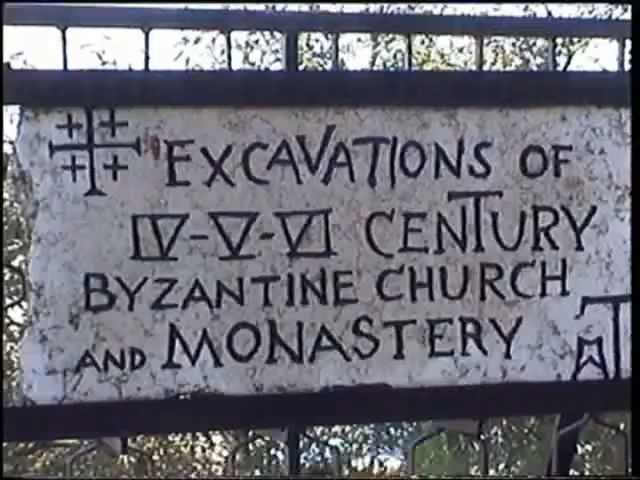 EXCAVATIONS OF
IV-V-VI CENTURY
BYZANTINE CHURCH
AND MONASTERY